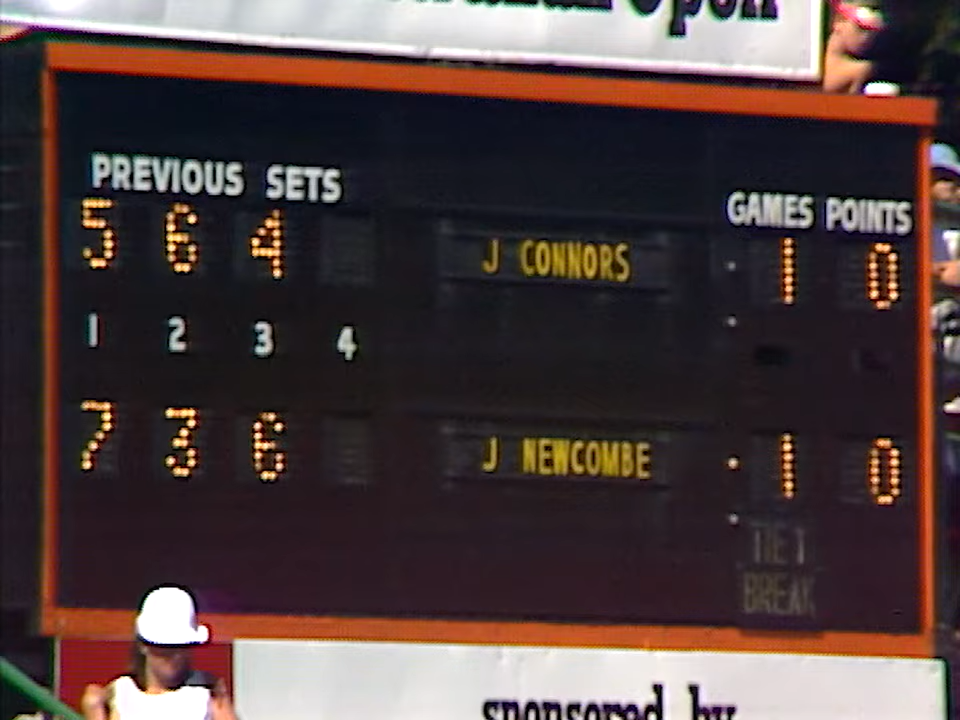 Open
PREVIOUS SETS
GAMES POINTS
5 6 4 J CONNORS 1 0
1 2 3 4
7 3 6 J NEWCOMBE 1 0
TIE
BREAK
sponsored by